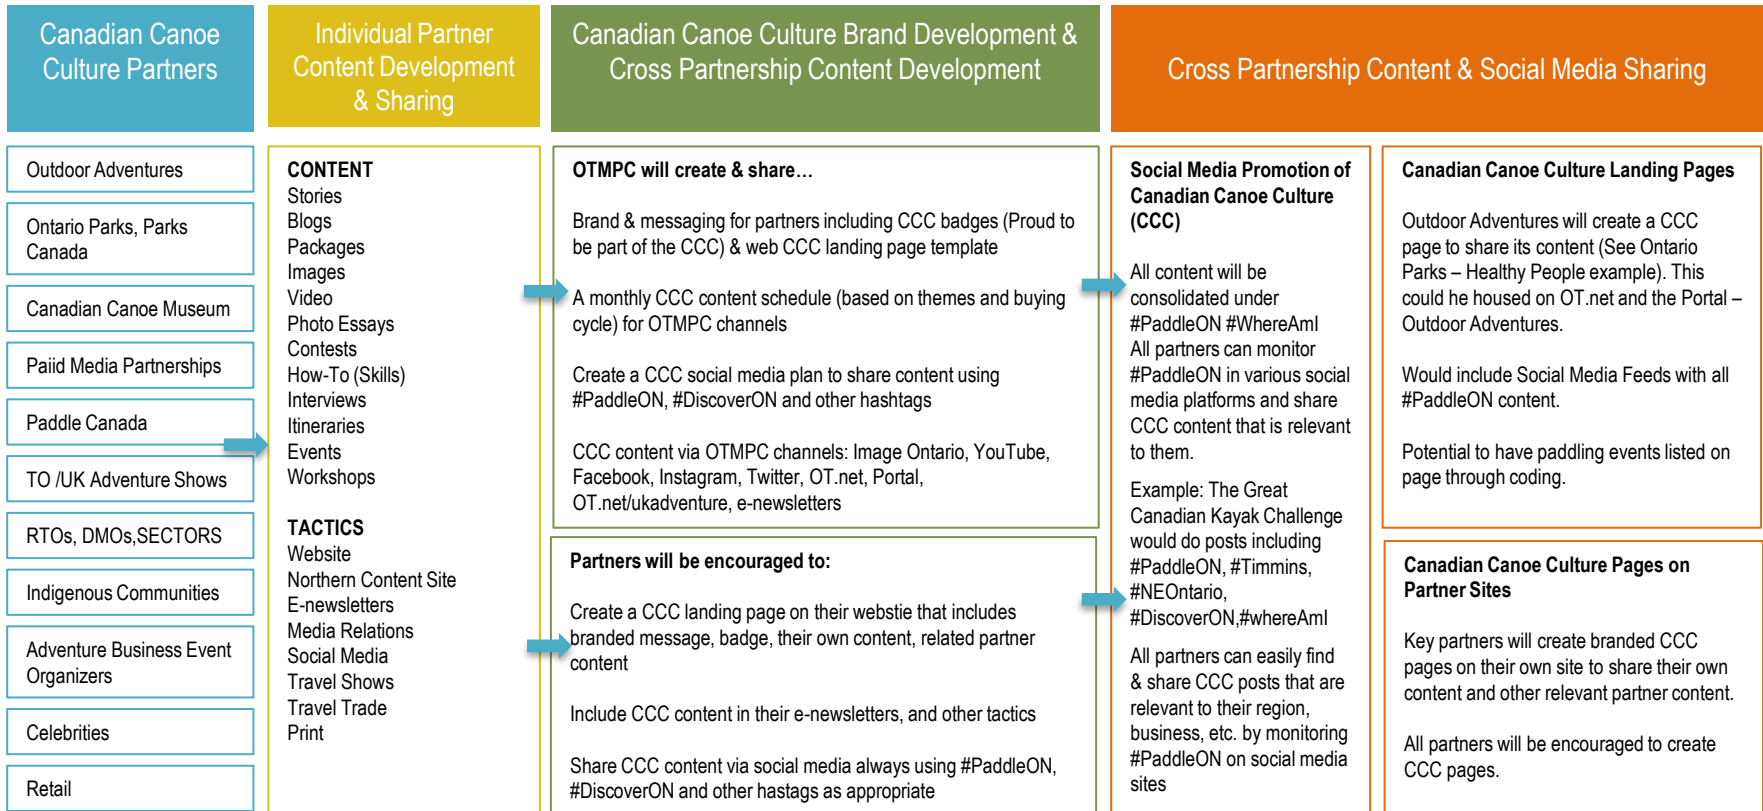 Canadian Canoe
Culture Partners
Individual Partner
Content Development
& Sharing
Canadian Canoe Culture Brand Development &
Cross Partnership Content Development
Cross Partnership Content & Social Media Sharing
Outdoor Adventures
Ontario Parks, Parks
Canada
Canadian Canoe Museum
Paiid Media Partnerships
Paddle Canada
TO /UK Adventure Shows
RTOs, DMOs,SECTORS
Indigenous Communities
Adventure Business Event
Organizers
Celebrities
Retail
CONTENT
Stories
Blogs
Packages
Images
Video
Photo Essays
Contests
How-To (Skills)
Interviews
Itineraries
Events
Workshops
TACTICS
Website
Northern Content Site
E-newsletters
Media Relations
Social Media
Travel Shows
Travel Trade
Print
OTMPC will create & share…
Brand & messaging for partners including CCC badges (Proud to
be part of the CCC) & web CCC landing page template
A monthly CCC content schedule (based on themes and buying
cycle) for OTMPC channels
Create a CCC social media plan to share content using
#PaddleON, #DiscoverON and other hashtags
CCC content via OTMPC channels: Image Ontario, YouTube,
Facebook, Instagram, Twitter, OT.net, Portal,
OT.net/ukadventure, e-newsletters
Partners will be encouraged to:
Create a CCC landing page on their webstie that includes
branded message, badge, their own content, related partner
content
Include CCC content in their e-newsletters, and other tactics
Share CCC content via social media always using #PaddleON,
#DiscoverON and other hastags as appropriate
Social Media Promotion of
Canadian Canoe Culture
(CCC)
All content will be
consolidated under
#PaddleON #WhereAmI
All partners can monitor
#PaddleON in various social
media platforms and share
CCC content that is relevant
to them.
Example: The Great
Canadian Kayak Challenge
would do posts including
#PaddleON, #Timmins,
#NEOntario,
#DiscoverON,#whereAmI
All partners can easily find
& share CCC posts that are
relevant to their region,
business, etc. by monitoring
#PaddleON on social media
sites
Canadian Canoe Culture Landing Pages
Outdoor Adventures will create a CCC
page to share its content (See Ontario
Parks – Healthy People example). This
could he housed on OT.net and the Portal –
Outdoor Adventures.
Would include Social Media Feeds with all
#PaddleON content.
Potential to have paddling events listed on
page through coding.
Canadian Canoe Culture Pages on
Partner Sites
Key partners will create branded CCC
pages on their own site to share their own
content and other relevant partner content.
All partners will be encouraged to create
CCC pages.